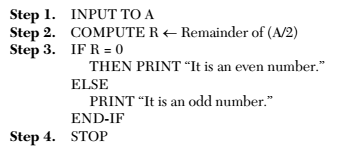 Step 1. INPUT TO A
Step 2. COMPUTE R ← Remainder of (A/2)
Step 3. IF R = 0
THEN PRINT “It is an even number.”
ELSE
PRINT “It is an odd number.”
END-IF
Step 4. STOP